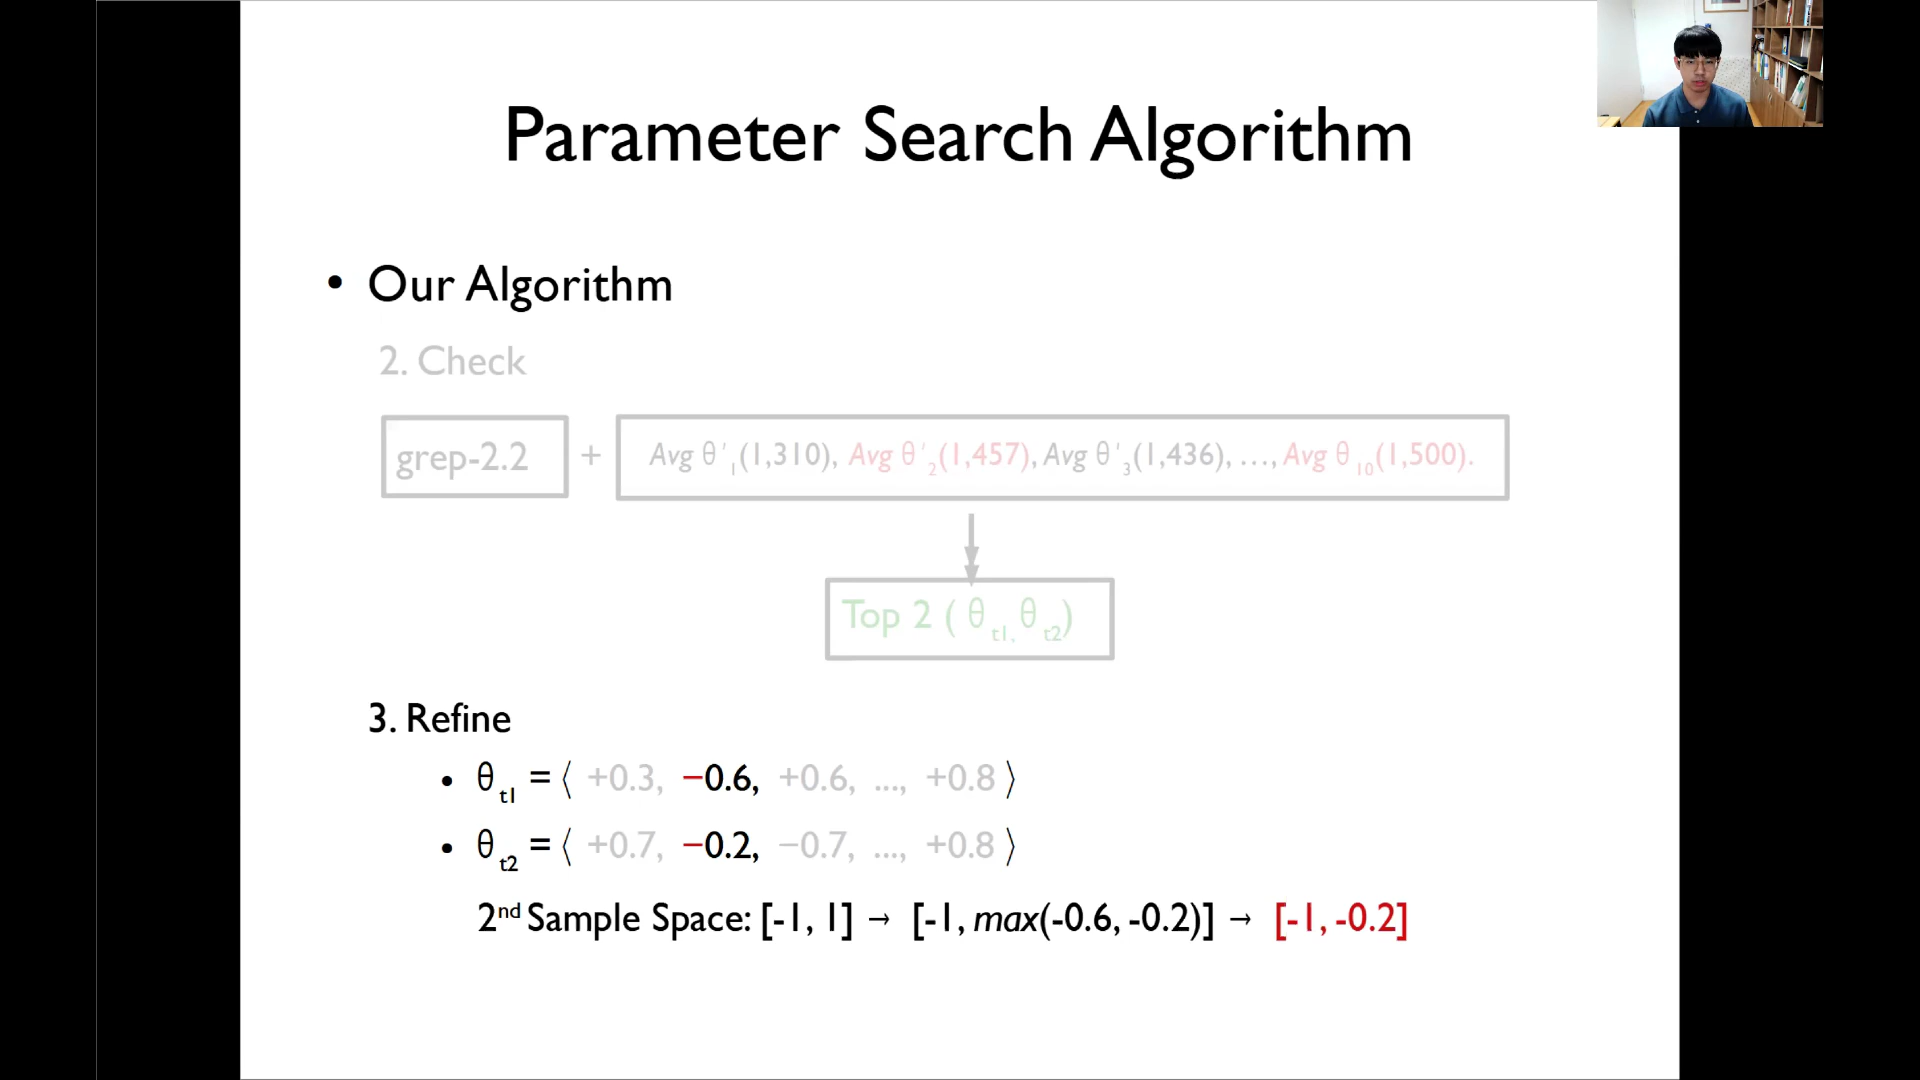 Parameter Search Algorithm
• Our Algorithm
2. Check
grep-2.2 + Avg θ′1(1,310), Avg θ′2(1,457), Avg θ′3(1,436), …, Avg θ10(1,500).
Top 2 ( θt1, θt2)
3. Refine
• θt1 = ⟨ +0.3, −0.6, +0.6, ..., +0.8 ⟩
• θt2 = ⟨ +0.7, −0.2, −0.7, ..., +0.8 ⟩
2nd Sample Space: [-1, 1] → [-1, max(-0.6, -0.2)] → [-1, -0.2]